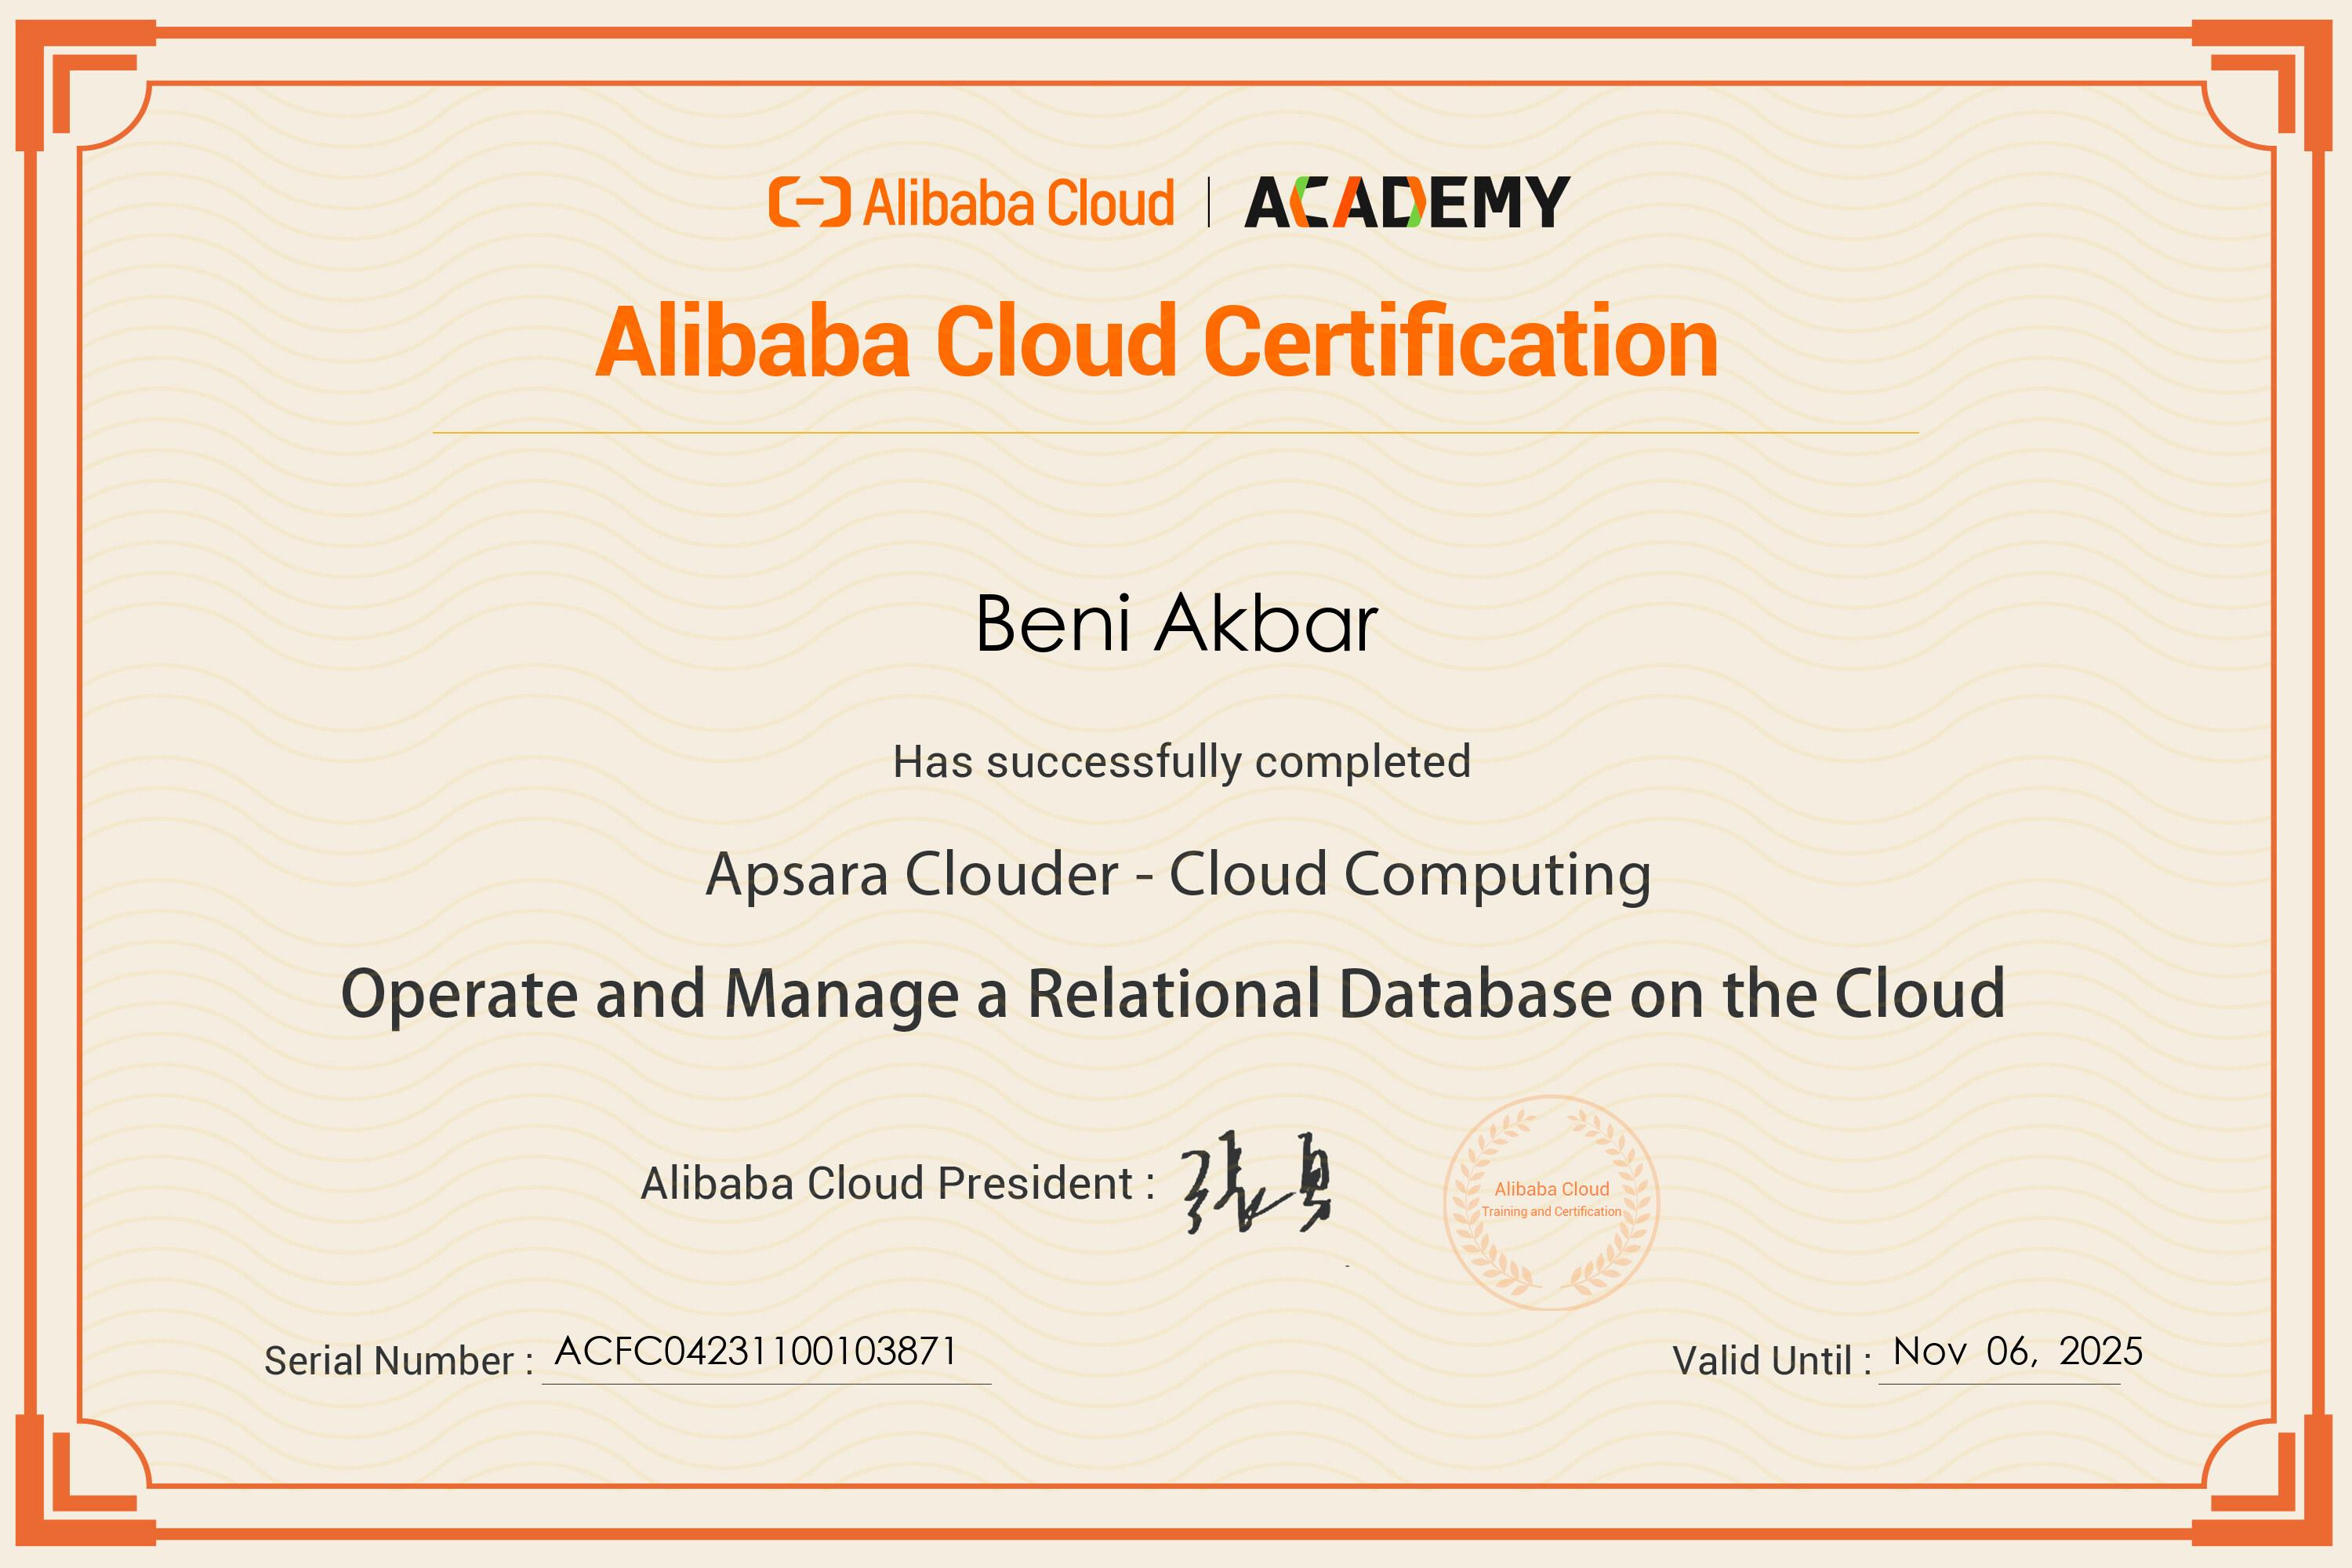 Alibaba Cloud | ACADEMY
Alibaba Cloud Certification
Beni Akbar
Has successfully completed
Apsara Clouder - Cloud Computing
Operate and Manage a Relational Database on the Cloud
Alibaba Cloud President : 张勇
Alibaba Cloud
Training and Certification
Serial Number : ACFC04231100103871
Valid Until : Nov 06, 2025